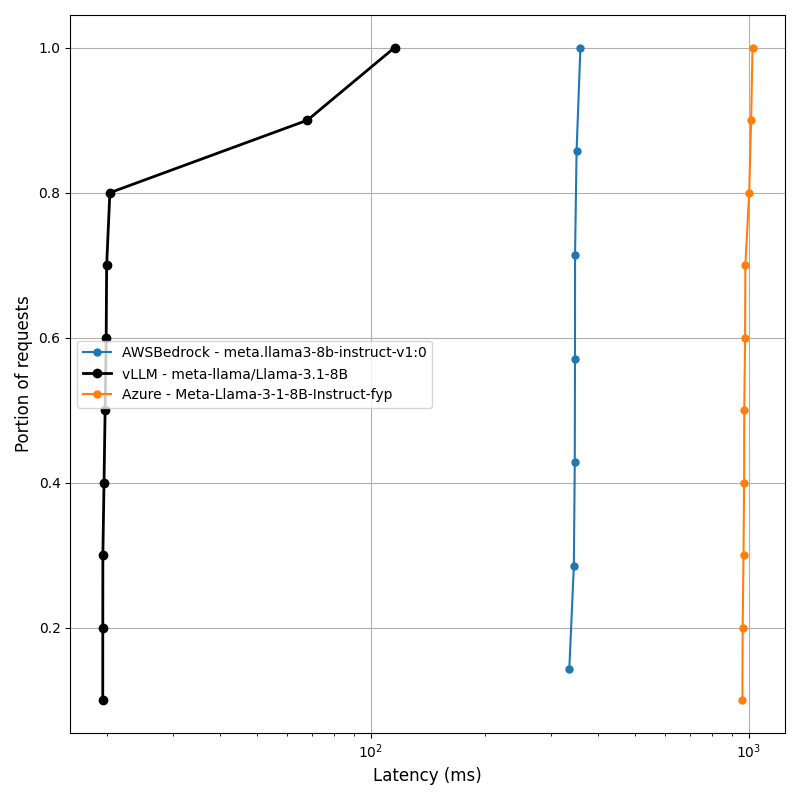 1.0
0.8
0.6
0.4
0.2
Portion of requests
AWSBedrock - meta.llama3-8b-instruct-v1:0
vLLM - meta-llama/Llama-3.1-8B
Azure - Meta-Llama-3-1-8B-Instruct-fyp
10²
10³
Latency (ms)